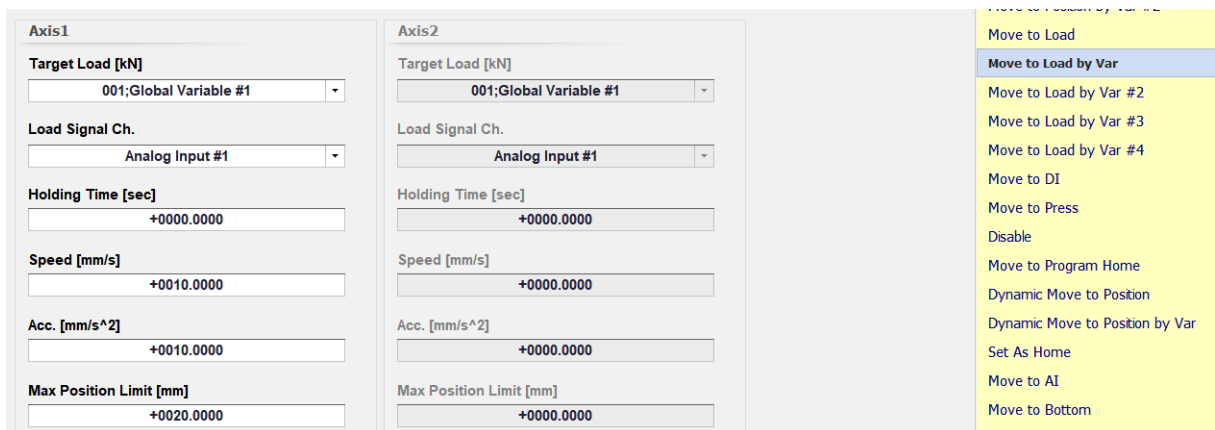 Axis1
Target Load [kN]
001;Global Variable #1
Load Signal Ch.
Analog Input #1
Holding Time [sec]
+0000.0000
Speed [mm/s]
+0010.0000
Acc. [mm/s^2]
+0010.0000
Max Position Limit [mm]
+0020.0000
Axis2
Target Load [kN]
001;Global Variable #1
Load Signal Ch.
Analog Input #1
Holding Time [sec]
+0000.0000
Speed [mm/s]
+0000.0000
Acc. [mm/s^2]
+0000.0000
Max Position Limit [mm]
+0000.0000
Move to Position by Var #2
Move to Load
Move to Load by Var
Move to Load by Var #2
Move to Load by Var #3
Move to Load by Var #4
Move to DI
Move to Press
Disable
Move to Program Home
Dynamic Move to Position
Dynamic Move to Position by Var
Set As Home
Move to AI
Move to Bottom